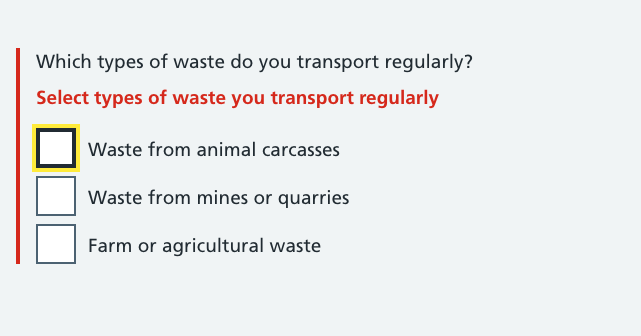 Which types of waste do you transport regularly?
Select types of waste you transport regularly
Waste from animal carcasses
Waste from mines or quarries
Farm or agricultural waste